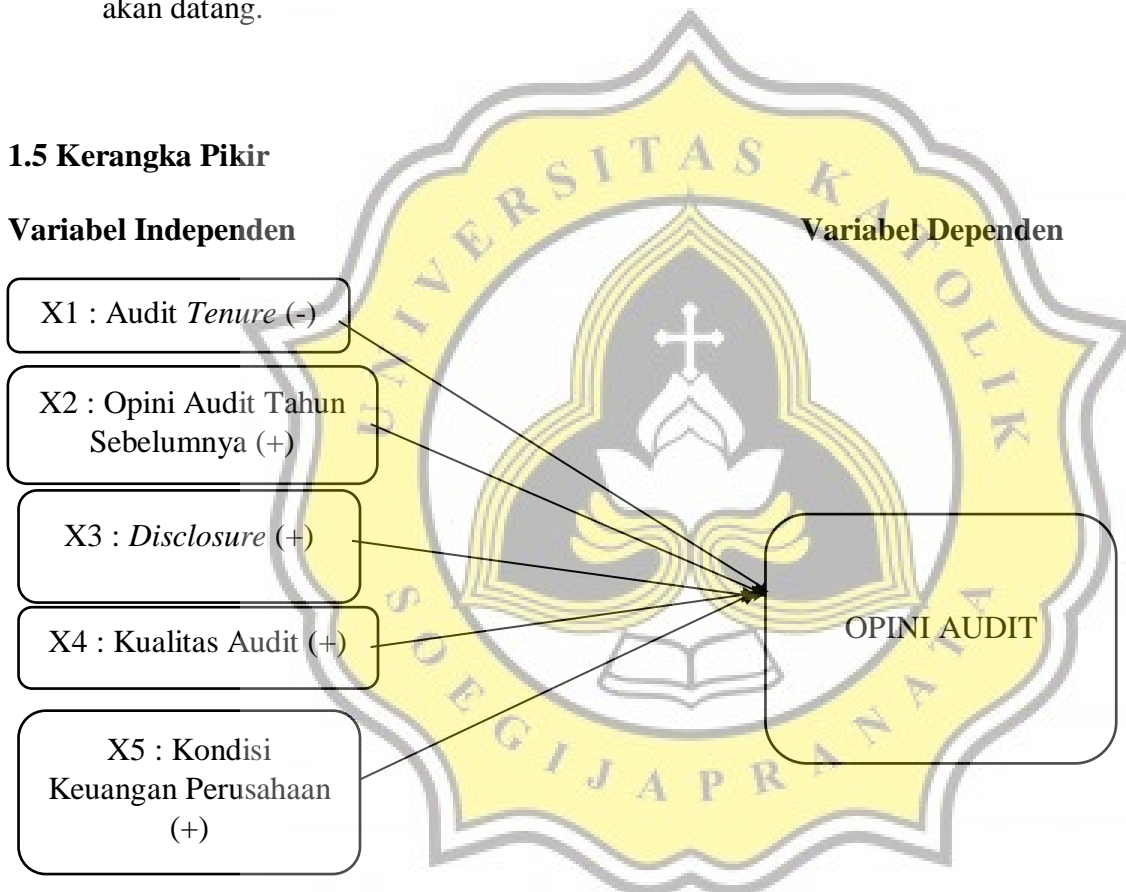 akan datang.
1.5 Kerangka Pikir
Variabel Independen
Variabel Dependen
X1 : Audit Tenure (-)
X2 : Opini Audit Tahun
Sebelumnya (+)
X3 : Disclosure (+)
X4 : Kualitas Audit (+)
X5 : Kondisi
Keuangan Perusahaan
(+)
OPINI AUDIT
UNIVERSITAS KATOLIK
SOEGIJAPRANATA